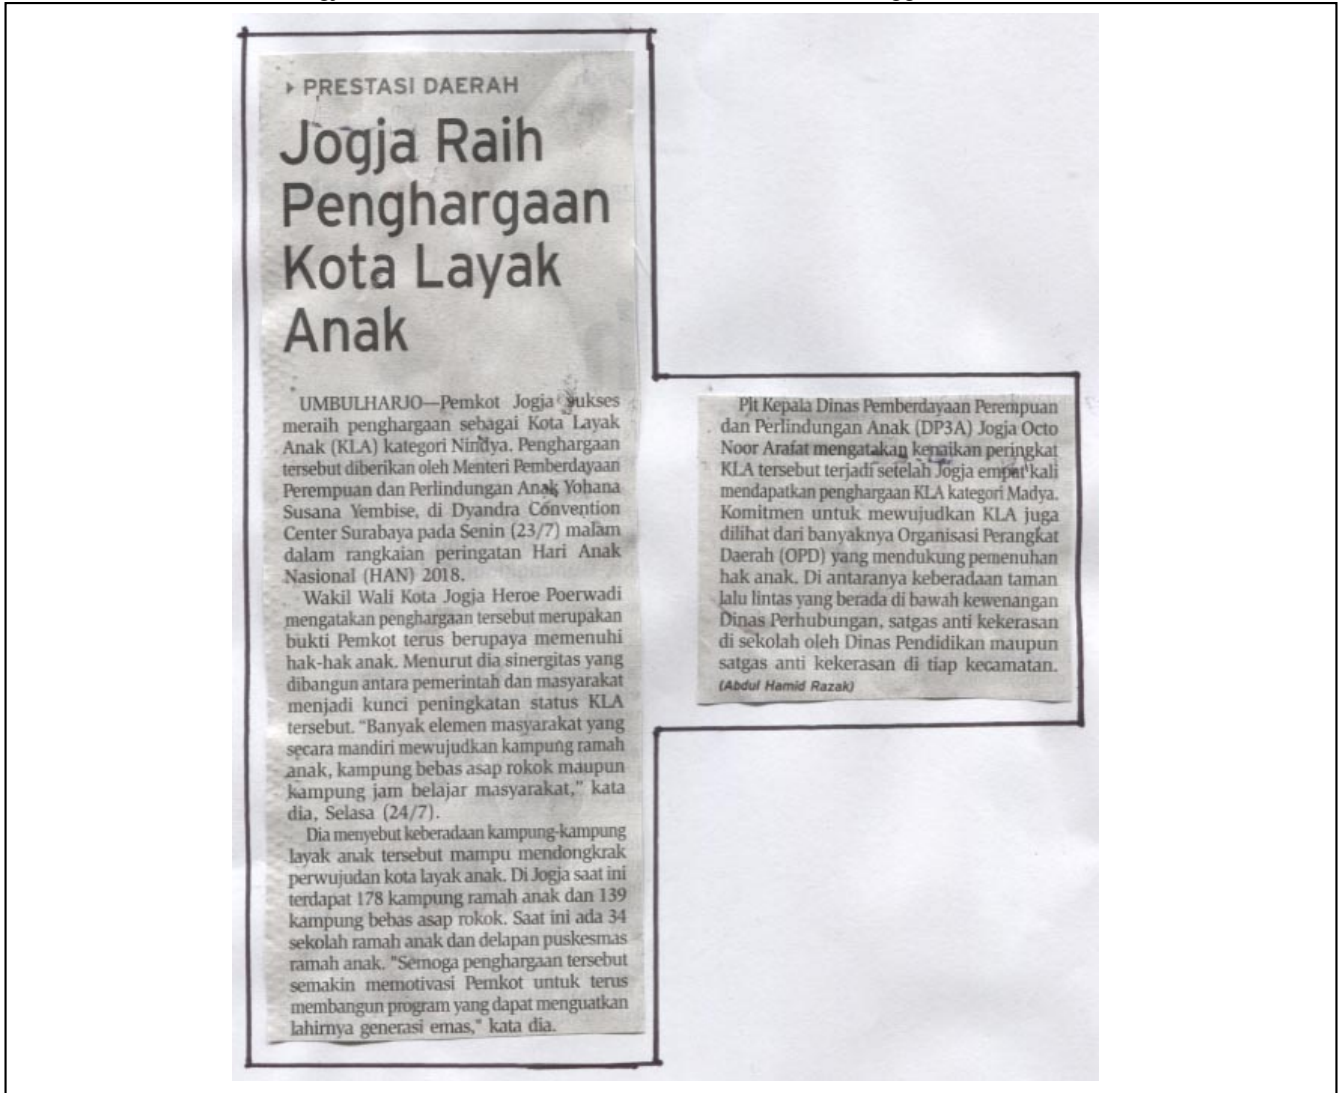 PRESTASI DAERAH
Jogja Raih
Penghargaan
Kota Layak
Anak
UMBULHARJO—Pemkot Jogja sukses
meraih penghargaan sebagai Kota Layak
Anak (KLA) kategori Nindya. Penghargaan
tersebut diberikan oleh Menteri Pemberdayaan
Perempuan dan Perlindungan Anak Yohana
Susana Yembise, di Dyandra Convention
Center Surabaya pada Senin (23/7) malam
dalam rangkaian peringatan Hari Anak
Nasional (HAN) 2018.
Wakil Wali Kota Jogja Heroe Poerwadi
mengatakan penghargaan tersebut merupakan
bukti Pemkot terus berupaya memenuhi
hak-hak anak. Menurut dia sinergitas yang
dibangun antara pemerintah dan masyarakat
menjadi kunci peningkatan status KLA
tersebut. "Banyak elemen masyarakat yang
secara mandiri mewujudkan kampung ramah
anak, kampung bebas asap rokok maupun
kampung jam belajar masyarakat," kata
dia, Selasa (24/7).
Dia menyebut keberadaan kampung-kampung
layak anak tersebut mampu mendongkrak
perwujudan kota layak anak. Di Jogja saat ini
terdapat 178 kampung ramah anak dan 139
kampung bebas asap rokok. Saat ini ada 34
sekolah ramah anak dan delapan puskesmas
ramah anak. "Semoga penghargaan tersebut
semakin memotivasi Pemkot untuk terus
membangun program yang dapat menguatkan
lahirnya generasi emas," kata dia.
Plt Kepala Dinas Pemberdayaan Perempuan
dan Perlindungan Anak (DP3A) Jogja Octo
Noor Arafat mengatakan kenaikan peringkat
KLA tersebut terjadi setelah Jogja empat kali
mendapatkan penghargaan KLA kategori Madya.
Komitmen untuk mewujudkan KLA juga
dilihat dari banyaknya Organisasi Perangkat
Daerah (OPD) yang mendukung pemenuhan
hak anak. Di antaranya keberadaan taman
lalu lintas yang berada di bawah kewenangan
Dinas Perhubungan, satgas anti kekerasan
di sekolah oleh Dinas Pendidikan maupun
satgas anti kekerasan di tiap kecamatan.
(Abdul Hamid Razak)